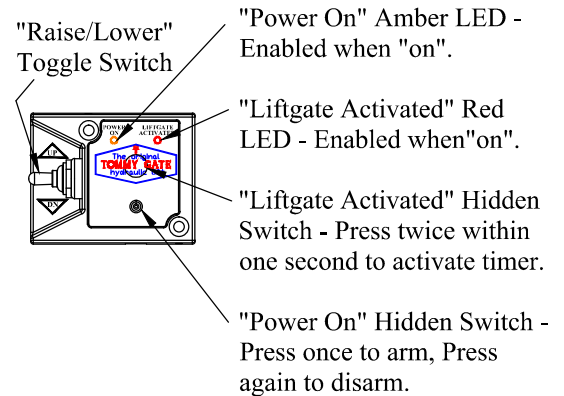 "Raise/Lower"
Toggle Switch
"Power On" Amber LED -
Enabled when "on".
"Liftgate Activated" Red
LED - Enabled when"on".
"Liftgate Activated" Hidden
Switch - Press twice within
one second to activate timer.
"Power On" Hidden Switch -
Press once to arm, Press
again to disarm.
POWER
ON
LIFTGATE
ACTIVATED
UP
DN
The original
TOMMY GATE
hydraulic